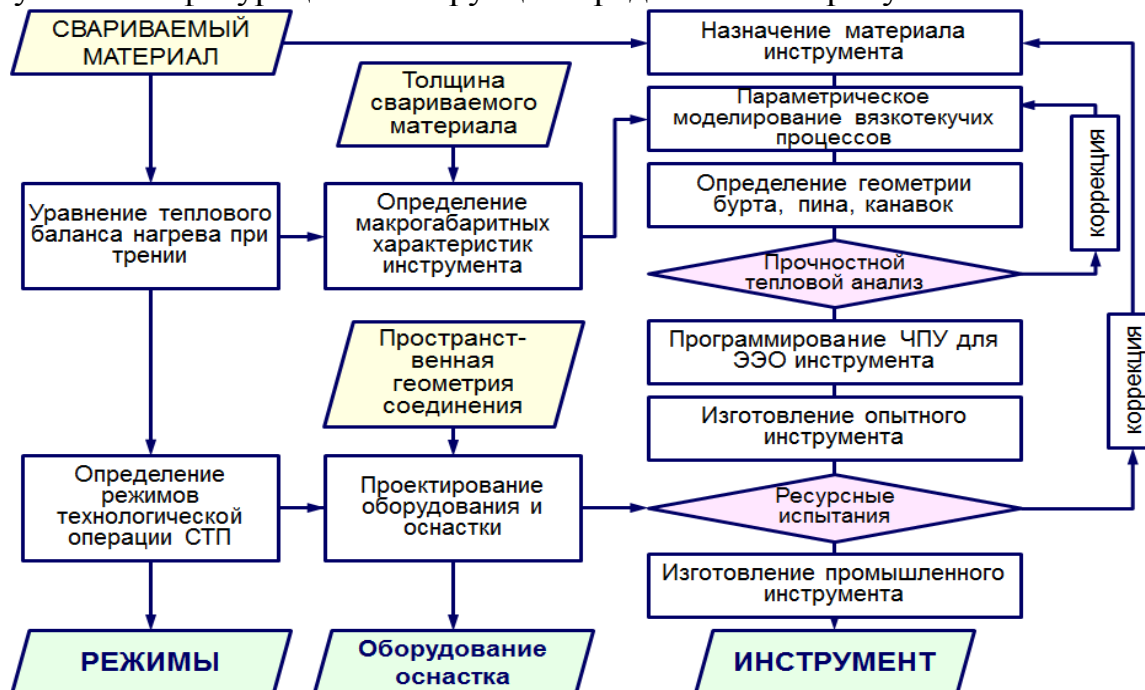 СВАРИВАЕМЫЙ
МАТЕРИАЛ
Назначение материала
инструмента
Толщина
свариваемого
материала
Параметрическое
моделирование вязкотекучих
процессов
коррекция
Уравнение теплового
баланса нагрева при
трении
Определение
макрогабаритных
характеристик
инструмента
Определение геометрии
бурта, пина, канавок
Прочностной
тепловой анализ
Пространст-
венная
геометрия
соединения
Программирование ЧПУ для
ЭЭО инструмента
коррекция
Изготовление опытного
инструмента
Определение
режимов
технологической
операции СТП
Проектирование
оборудования и
оснастки
Ресурсные
испытания
Изготовление промышленного
инструмента
РЕЖИМЫ
Оборудование
оснастка
ИНСТРУМЕНТ